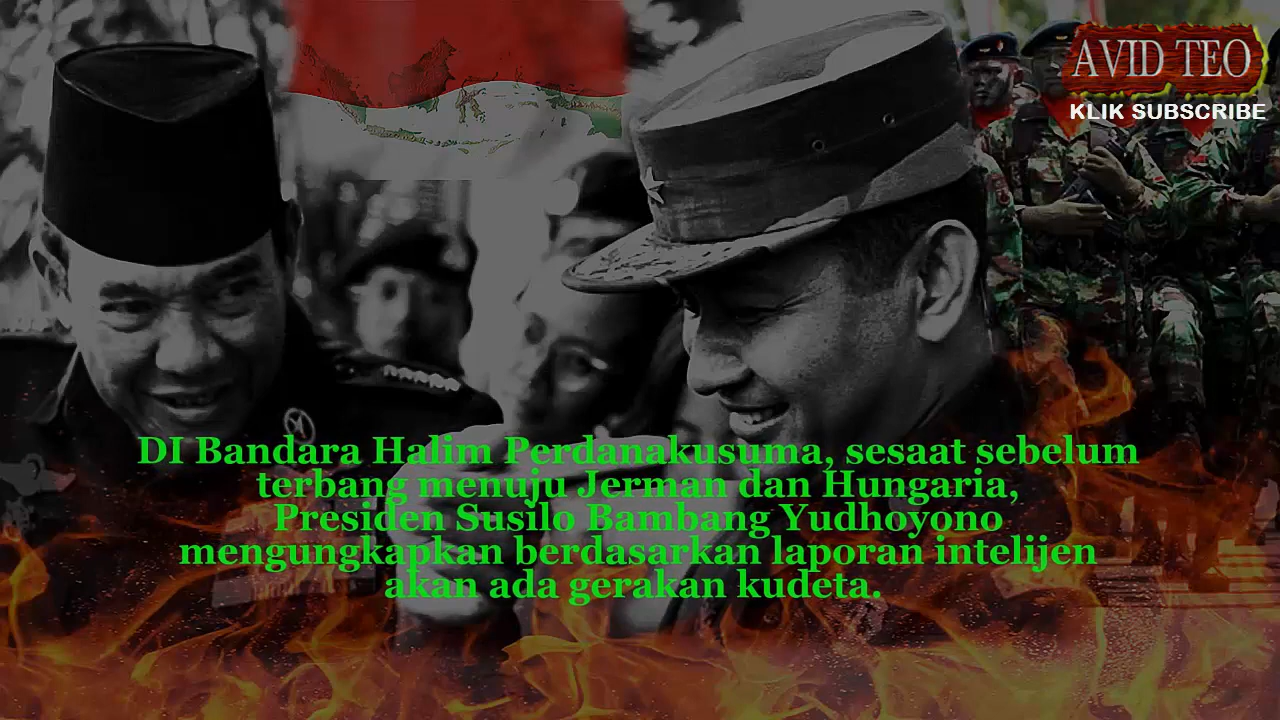 AVID TEO
KLIK SUBSCRIBE
DI Bandara Halim Perdanakusuma, sesaat sebelum
terbang menuju Jerman dan Hungaria,
Presiden Susilo Bambang Yudhoyono
mengungkapkan berdasarkan laporan intelijen
akan ada gerakan kudeta.